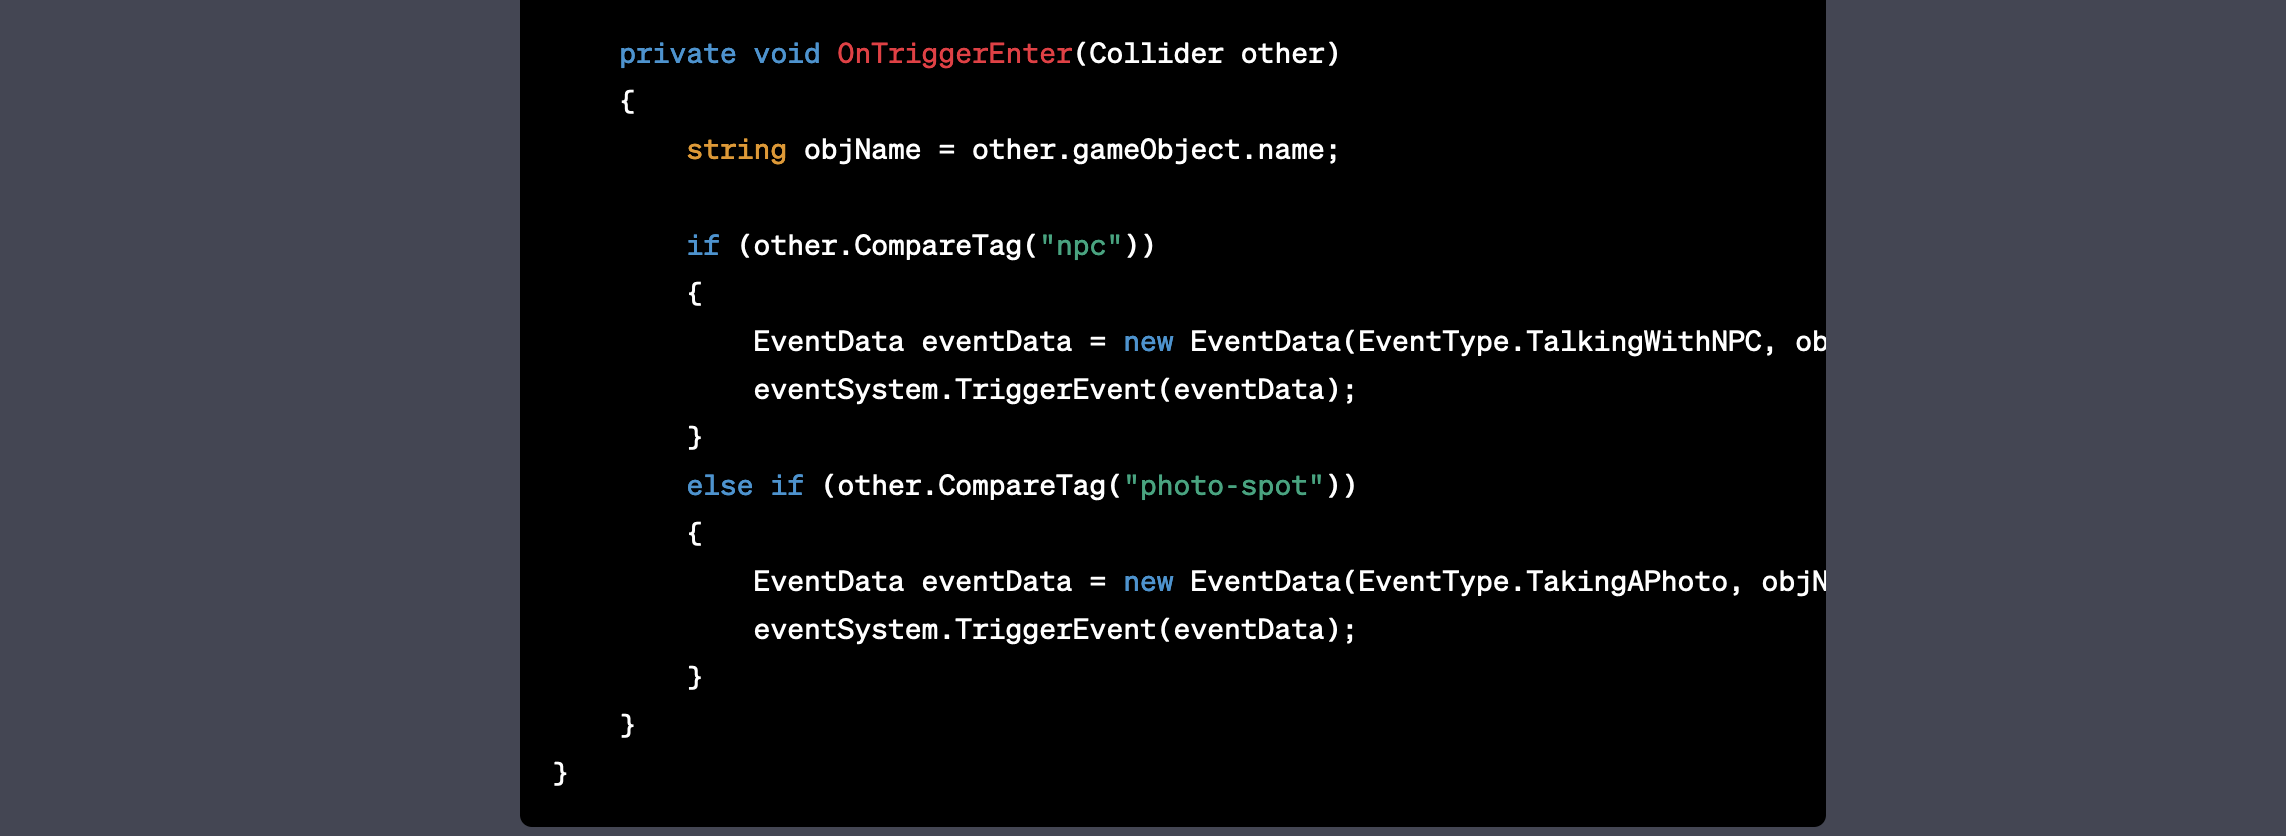 private void OnTriggerEnter(Collider other)
{
string objName = other.gameObject.name;
if (other.CompareTag("npc"))
{
EventData eventData = new EventData(EventType.TalkingWithNPC, ob
eventSystem.TriggerEvent(eventData);
}
else if (other.CompareTag("photo-spot"))
{
EventData eventData = new EventData(EventType.TakingAPhoto, objN
eventSystem.TriggerEvent(eventData);
}
}
}